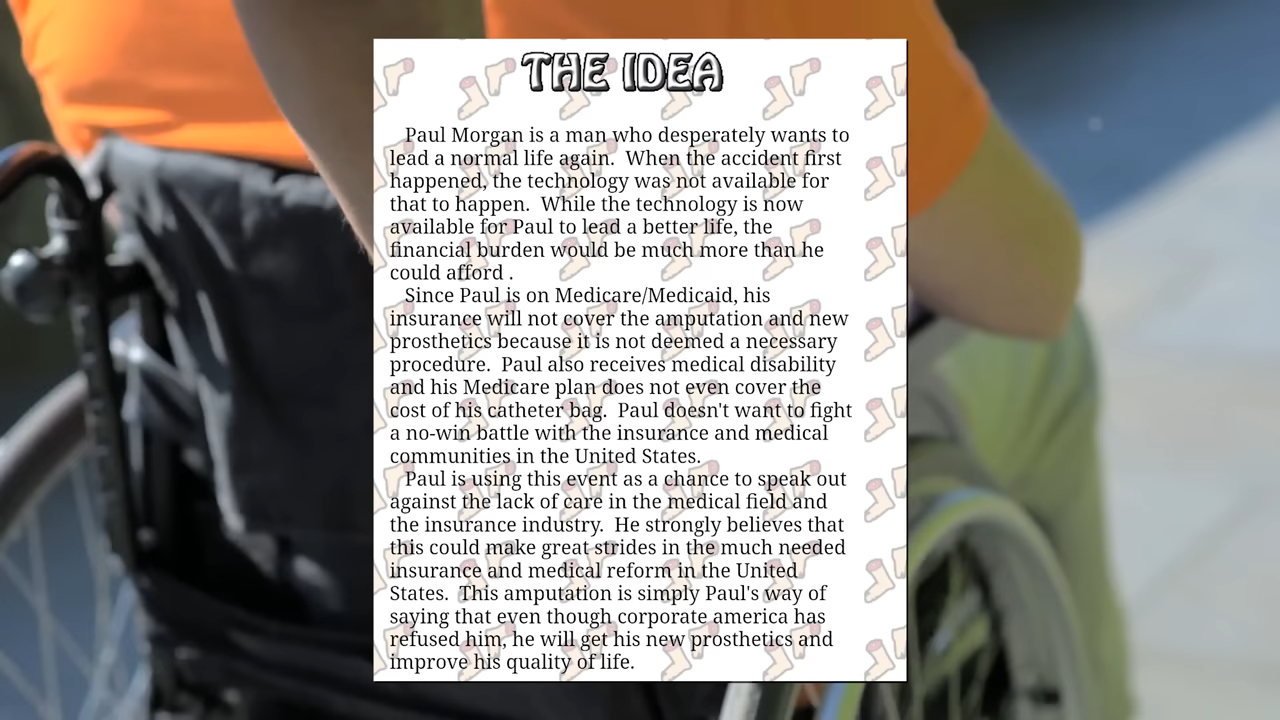 THE IDEA
Paul Morgan is a man who desperately wants to
lead a normal life again.  When the accident first
happened, the technology was not available for
that to happen.  While the technology is now
available for Paul to lead a better life, the
financial burden would be much more than he
could afford .
Since Paul is on Medicare/Medicaid, his
insurance will not cover the amputation and new
prosthetics because it is not deemed a necessary
procedure.  Paul also receives medical disability
and his Medicare plan does not even cover the
cost of his catheter bag.  Paul doesn't want to fight
a no-win battle with the insurance and medical
communities in the United States.
Paul is using this event as a chance to speak out
against the lack of care in the medical field and
the insurance industry.  He strongly believes that
this could make great strides in the much needed
insurance and medical reform in the United
States.  This amputation is simply Paul's way of
saying that even though corporate america has
refused him, he will get his new prosthetics and
improve his quality of life.